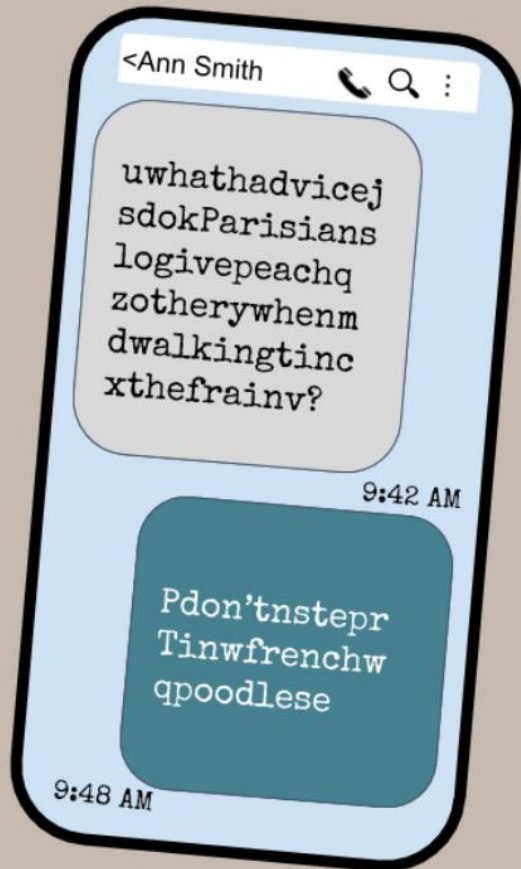 <Ann Smith
uwhathadvicej
sdokParisians
logivepeachq
zotherywhenm
dwalkingtinc
xthefrainv?
9:42 AM
Pdon’tnstepr
Tinwfrenchw
qpoodlese
9:48 AM